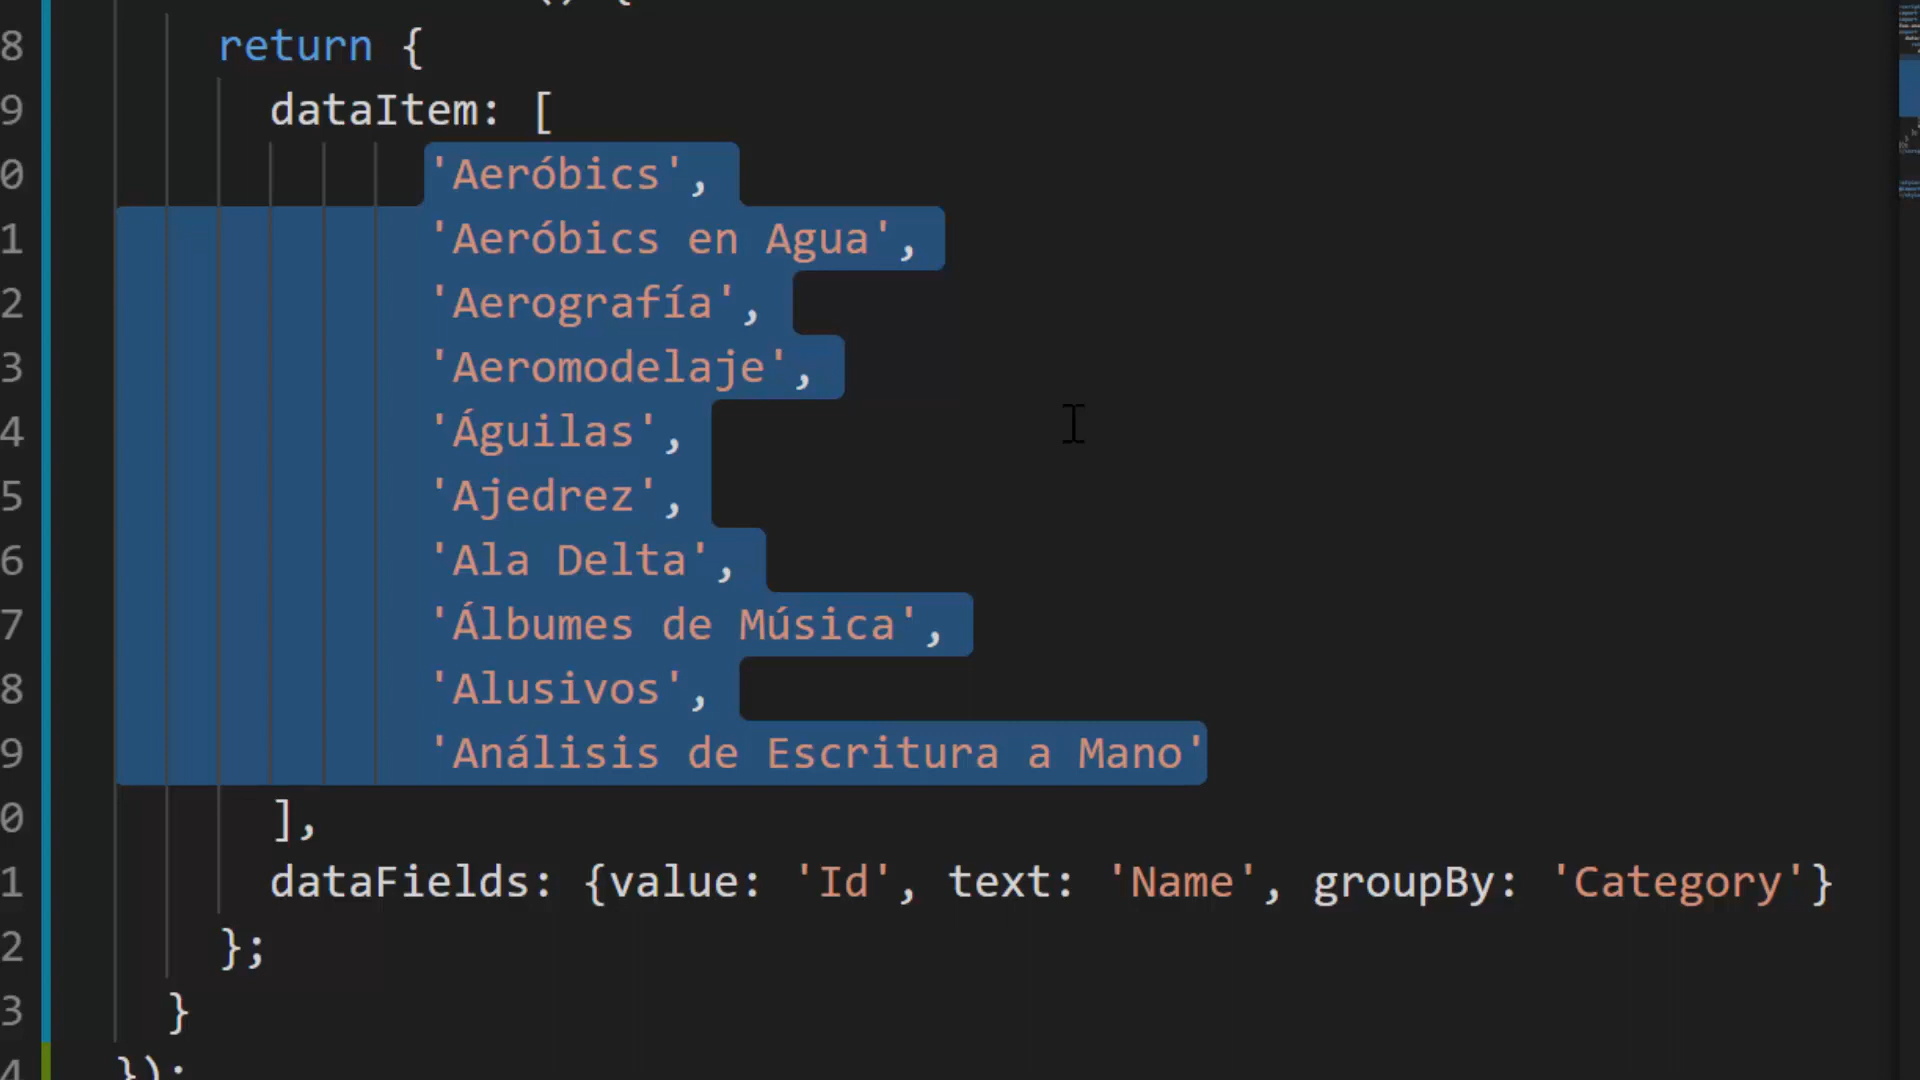 8 return {
9 dataItem: [
0 'Aeróbics',
1 'Aeróbics en Agua',
2 'Aerografía',
3 'Aeromodelaje',
4 'Águilas',
5 'Ajedrez',
6 'Ala Delta',
7 'Álbumes de Música',
8 'Alusivos',
9 'Análisis de Escritura a Mano'
0 ],
1 dataFields: {value: 'Id', text: 'Name', groupBy: 'Category'}
2 };
3 }
4 });